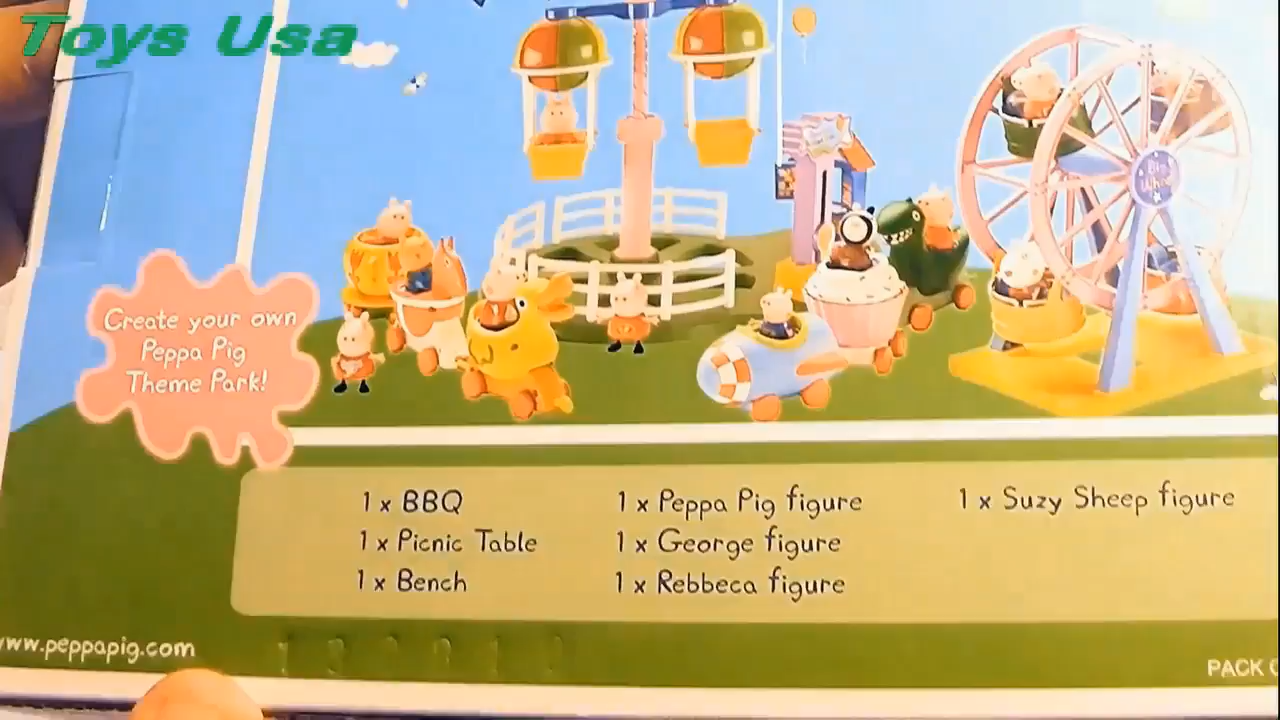 Toys Usa
Big Wheel
Create your own
Peppa Pig
Theme Park!
1 x BBQ
1 x Picnic Table
1 x Bench
1 x Peppa Pig figure
1 x George figure
1 x Rebbeca figure
1 x Suzy Sheep figure
www.peppapig.com
PACK